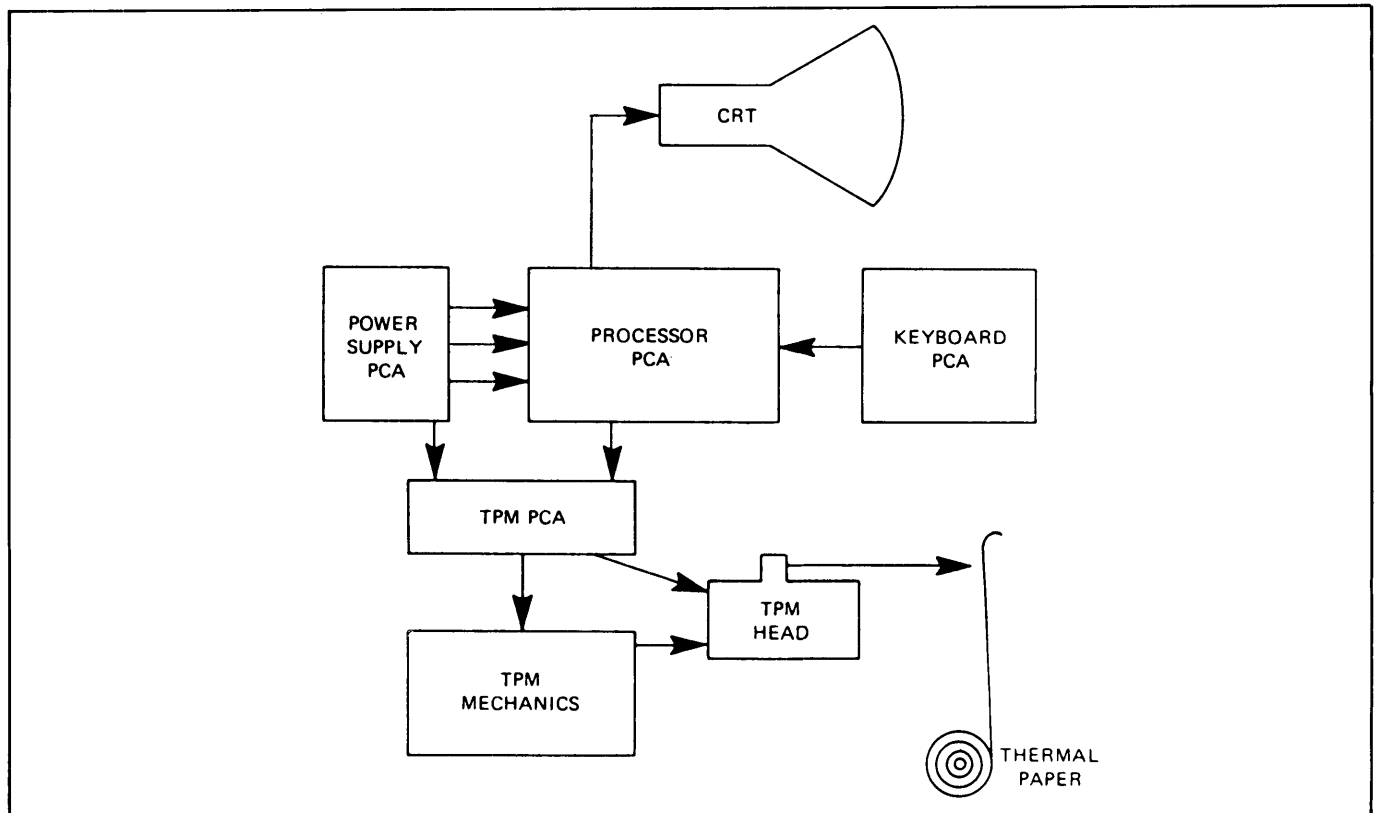 CRT
POWER
SUPPLY
PCA
PROCESSOR
PCA
KEYBOARD
PCA
TPM PCA
TPM
HEAD
TPM
MECHANICS
THERMAL
PAPER